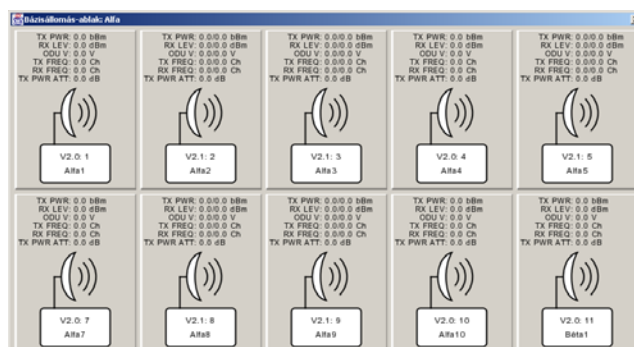 Bázisállomás-ablak: Alfa
TX PWR: 0.0 bBm
RX LEV: 0.0 dBm
ODU V: 0.0 V
TX FREQ: 0.0 Ch
RX FREQ: 0.0 Ch
TX PWR ATT: 0.0 dB
V2.0: 1
Alfa1
TX PWR: 0.0/0.0 bBm
RX LEV: 0.0/0.0 dBm
ODU V: 0.0/0.0 V
TX FREQ: 0.0/0.0 Ch
RX FREQ: 0.0/0.0 Ch
TX PWR ATT: 0.0 dB
V2.1: 2
Alfa2
TX PWR: 0.0/0.0 bBm
RX LEV: 0.0/0.0 dBm
ODU V: 0.0/0.0 V
TX FREQ: 0.0/0.0 Ch
RX FREQ: 0.0/0.0 Ch
TX PWR ATT: 0.0 dB
V2.1: 3
Alfa3
TX PWR: 0.0 bBm
RX LEV: 0.0 dBm
ODU V: 0.0 V
TX FREQ: 0.0 Ch
RX FREQ: 0.0 Ch
TX PWR ATT: 0.0 dB
V2.0: 4
Alfa4
TX PWR: 0.0/0.0 bBm
RX LEV: 0.0/0.0 dBm
ODU V: 0.0/0.0 V
TX FREQ: 0.0/0.0 Ch
RX FREQ: 0.0/0.0 Ch
TX PWR ATT: 0.0 dB
V2.1: 5
Alfa5
TX PWR: 0.0 bBm
RX LEV: 0.0 dBm
ODU V: 0.0 V
TX FREQ: 0.0 Ch
RX FREQ: 0.0 Ch
TX PWR ATT: 0.0 dB
V2.0: 7
Alfa7
TX PWR: 0.0/0.0 bBm
RX LEV: 0.0/0.0 dBm
ODU V: 0.0/0.0 V
TX FREQ: 0.0/0.0 Ch
RX FREQ: 0.0/0.0 Ch
TX PWR ATT: 0.0 dB
V2.1: 8
Alfa8
TX PWR: 0.0/0.0 bBm
RX LEV: 0.0/0.0 dBm
ODU V: 0.0/0.0 V
TX FREQ: 0.0/0.0 Ch
RX FREQ: 0.0/0.0 Ch
TX PWR ATT: 0.0 dB
V2.1: 9
Alfa9
TX PWR: 0.0 bBm
RX LEV: 0.0 dBm
ODU V: 0.0 V
TX FREQ: 0.0 Ch
RX FREQ: 0.0 Ch
TX PWR ATT: 0.0 dB
V2.0: 10
Alfa10
TX PWR: 0.0 bBm
RX LEV: 0.0 dBm
ODU V: 0.0 V
TX FREQ: 0.0 Ch
RX FREQ: 0.0 Ch
TX PWR ATT: 0.0 dB
V2.0: 11
Béta1